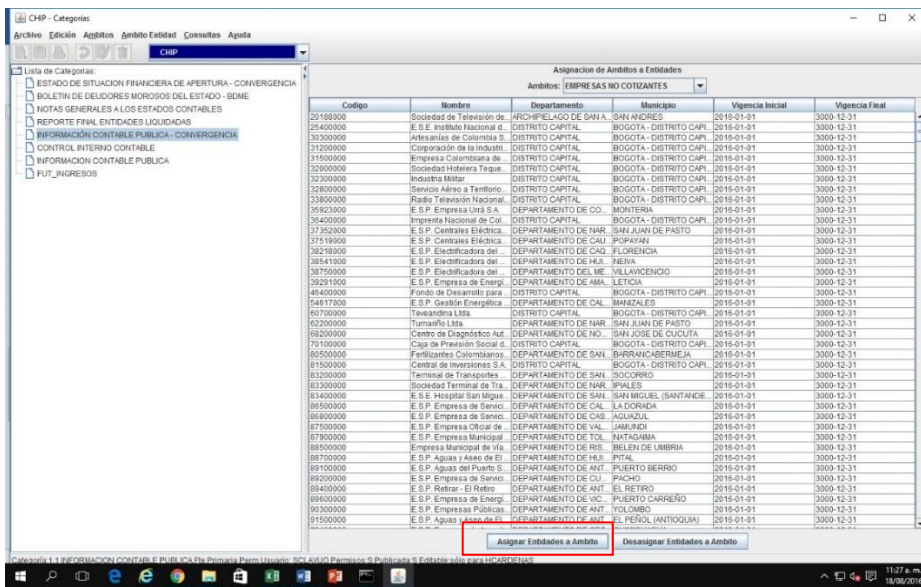 CHIP - Categorías
Archivo Edición Ambitos Ambito Entidad Consultas Ayuda
CHIP
Lista de Categorias:
ESTADO DE SITUACION FINANCIERA DE APERTURA - CONVERGENCIA
BOLETIN DE DEUDORES MOROSOS DEL ESTADO - BDME
NOTAS GENERALES A LOS ESTADOS CONTABLES
REPORTE FINAL ENTIDADES LIQUIDADAS
INFORMACIÓN CONTABLE PUBLICA - CONVERGENCIA
CONTROL INTERNO CONTABLE
INFORMACION CONTABLE PUBLICA
FUT_INGRESOS
Asignacion de Ambitos a Entidades
Ambitos: EMPRESAS NO COTIZANTES
Codigo Nombre Departamento Municipio Vigencia Inicial Vigencia Final
20188000 Sociedad de Televisión de... ARCHIPIELAGO DE SAN A... SAN ANDRES 2016-01-01 3000-12-31
25400000 E.S.E. Instituto Nacional d... DISTRITO CAPITAL BOGOTA - DISTRITO CAPI... 2016-01-01 3000-12-31
30300000 Artesanías de Colombia S... DISTRITO CAPITAL BOGOTA - DISTRITO CAPI... 2016-01-01 3000-12-31
31200000 Corporación de la Industri... DISTRITO CAPITAL BOGOTA - DISTRITO CAPI... 2016-01-01 3000-12-31
31500000 Empresa Colombiana de ... DISTRITO CAPITAL BOGOTA - DISTRITO CAPI... 2016-01-01 3000-12-31
32000000 Sociedad Hotelera Teque... DISTRITO CAPITAL BOGOTA - DISTRITO CAPI... 2016-01-01 3000-12-31
32300000 Industria Militar DISTRITO CAPITAL BOGOTA - DISTRITO CAPI... 2016-01-01 3000-12-31
32800000 Servicio Aéreo a Territorio... DISTRITO CAPITAL BOGOTA - DISTRITO CAPI... 2016-01-01 3000-12-31
33800000 Radio Televisión Nacional... DISTRITO CAPITAL BOGOTA - DISTRITO CAPI... 2016-01-01 3000-12-31
35923000 E.S.P. Empresa Urrá S.A. DEPARTAMENTO DE CO... MONTERIA 2016-01-01 3000-12-31
36400000 Imprenta Nacional de Col... DISTRITO CAPITAL BOGOTA - DISTRITO CAPI... 2016-01-01 3000-12-31
37352000 E.S.P. Centrales Eléctrica... DEPARTAMENTO DE NAR... SAN JUAN DE PASTO 2016-01-01 3000-12-31
37519000 E.S.P. Centrales Eléctrica... DEPARTAMENTO DE CAU... POPAYAN 2016-01-01 3000-12-31
38218000 E.S.P. Electrificadora del ... DEPARTAMENTO DE CAQ... FLORENCIA 2016-01-01 3000-12-31
38541000 E.S.P. Electrificadora del ... DEPARTAMENTO DE HUI... NEIVA 2016-01-01 3000-12-31
38750000 E.S.P. Electrificadora del ... DEPARTAMENTO DEL ME... VILLAVICENCIO 2016-01-01 3000-12-31
39291000 E.S.P. Empresa de Energí... DEPARTAMENTO DE AMA... LETICIA 2016-01-01 3000-12-31
46400000 Fondo de Desarrollo para ... DISTRITO CAPITAL BOGOTA - DISTRITO CAPI... 2016-01-01 3000-12-31
54617000 E.S.P. Gestión Energética ... DEPARTAMENTO DE CAL... MANIZALES 2016-01-01 3000-12-31
60700000 Teveandina Ltda. DISTRITO CAPITAL BOGOTA - DISTRITO CAPI... 2016-01-01 3000-12-31
62200000 Turnariño Ltda. DEPARTAMENTO DE NAR... SAN JUAN DE PASTO 2016-01-01 3000-12-31
68200000 Centro de Diagnóstico Aut... DEPARTAMENTO DE NO... SAN JOSE DE CUCUTA 2016-01-01 3000-12-31
70100000 Caja de Previsión Social d... DISTRITO CAPITAL BOGOTA - DISTRITO CAPI... 2016-01-01 3000-12-31
80500000 Fertilizantes Colombianos... DEPARTAMENTO DE SAN... BARRANCABERMEJA 2016-01-01 3000-12-31
81500000 Central de Inversiones S.A. DISTRITO CAPITAL BOGOTA - DISTRITO CAPI... 2016-01-01 3000-12-31
83200000 Terminal de Transportes ... DEPARTAMENTO DE SAN... SOCORRO 2016-01-01 3000-12-31
83300000 Sociedad Terminal de Tra... DEPARTAMENTO DE NAR... IPIALES 2016-01-01 3000-12-31
83400000 E.S.E. Hospital San Migue... DEPARTAMENTO DE SAN... SAN MIGUEL (SANTANDE... 2016-01-01 3000-12-31
86500000 E.S.P. Empresa de Servici... DEPARTAMENTO DE CAL... LA DORADA 2016-01-01 3000-12-31
86800000 E.S.P. Empresa de Servici... DEPARTAMENTO DE CAS... AGUAZUL 2016-01-01 3000-12-31
87500000 E.S.P. Empresa Oficial de ... DEPARTAMENTO DE VAL... JAMUNDI 2016-01-01 3000-12-31
87900000 E.S.P. Empresa Municipal ... DEPARTAMENTO DE TOL... NATAGAIMA 2016-01-01 3000-12-31
88500000 Empresa Municipal de Vía... DEPARTAMENTO DE RIS... BELEN DE UMBRIA 2016-01-01 3000-12-31
88700000 E.S.P. Aguas y Aseo de El ... DEPARTAMENTO DE HUI... PITAL 2016-01-01 3000-12-31
89100000 E.S.P. Aguas del Puerto S... DEPARTAMENTO DE ANT... PUERTO BERRIO 2016-01-01 3000-12-31
89200000 E.S.P. Empresa de Servici... DEPARTAMENTO DE CU... PACHO 2016-01-01 3000-12-31
89400000 E.S.P. Retirar - El Retiro DEPARTAMENTO DE ANT... EL RETIRO 2016-01-01 3000-12-31
89600000 E.S.P. Empresa de Energí... DEPARTAMENTO DE VIC... PUERTO CARREÑO 2016-01-01 3000-12-31
90300000 E.S.P. Empresas Públicas... DEPARTAMENTO DE ANT... YOLOMBO 2016-01-01 3000-12-31
91500000 E.S.P. Aguas y Aseo de El... DEPARTAMENTO DE ANT... EL PEÑOL (ANTIOQUIA) 2016-01-01 3000-12-31
Asignar Entidades a Ambito Desasignar Entidades a Ambito
Categoría 1.1 INFORMACION CONTABLE PUBLICA Fte Primaria Perm Usuario: SCLAVIJO Permisos S Publicada S Editable:sólo para HCARDENAS
11:27 a. m.